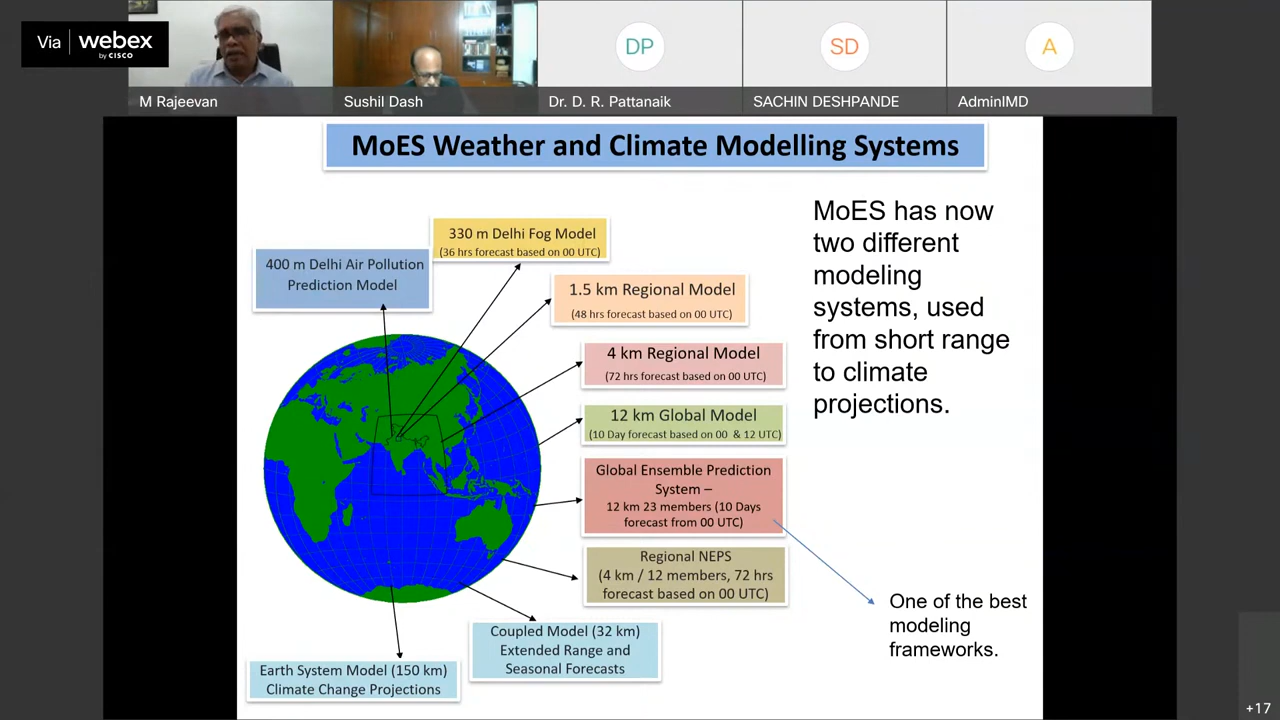 Via webex
by CISCO
M Rajeevan
Sushil Dash
DP
Dr. D. R. Pattanaik
SD
SACHIN DESHPANDE
A
AdminIMD
MoES Weather and Climate Modelling Systems
330 m Delhi Fog Model
(36 hrs forecast based on 00 UTC)
400 m Delhi Air Pollution
Prediction Model
1.5 km Regional Model
(48 hrs forecast based on 00 UTC)
4 km Regional Model
(72 hrs forecast based on 00 UTC)
12 km Global Model
(10 Day forecast based on 00 & 12 UTC)
Global Ensemble Prediction
System –
12 km 23 members (10 Days
forecast from 00 UTC)
Regional NEPS
(4 km / 12 members, 72 hrs
forecast based on 00 UTC)
Coupled Model (32 km)
Extended Range and
Seasonal Forecasts
Earth System Model (150 km)
Climate Change Projections
MoES has now
two different
modeling
systems, used
from short range
to climate
projections.
One of the best
modeling
frameworks.
+17